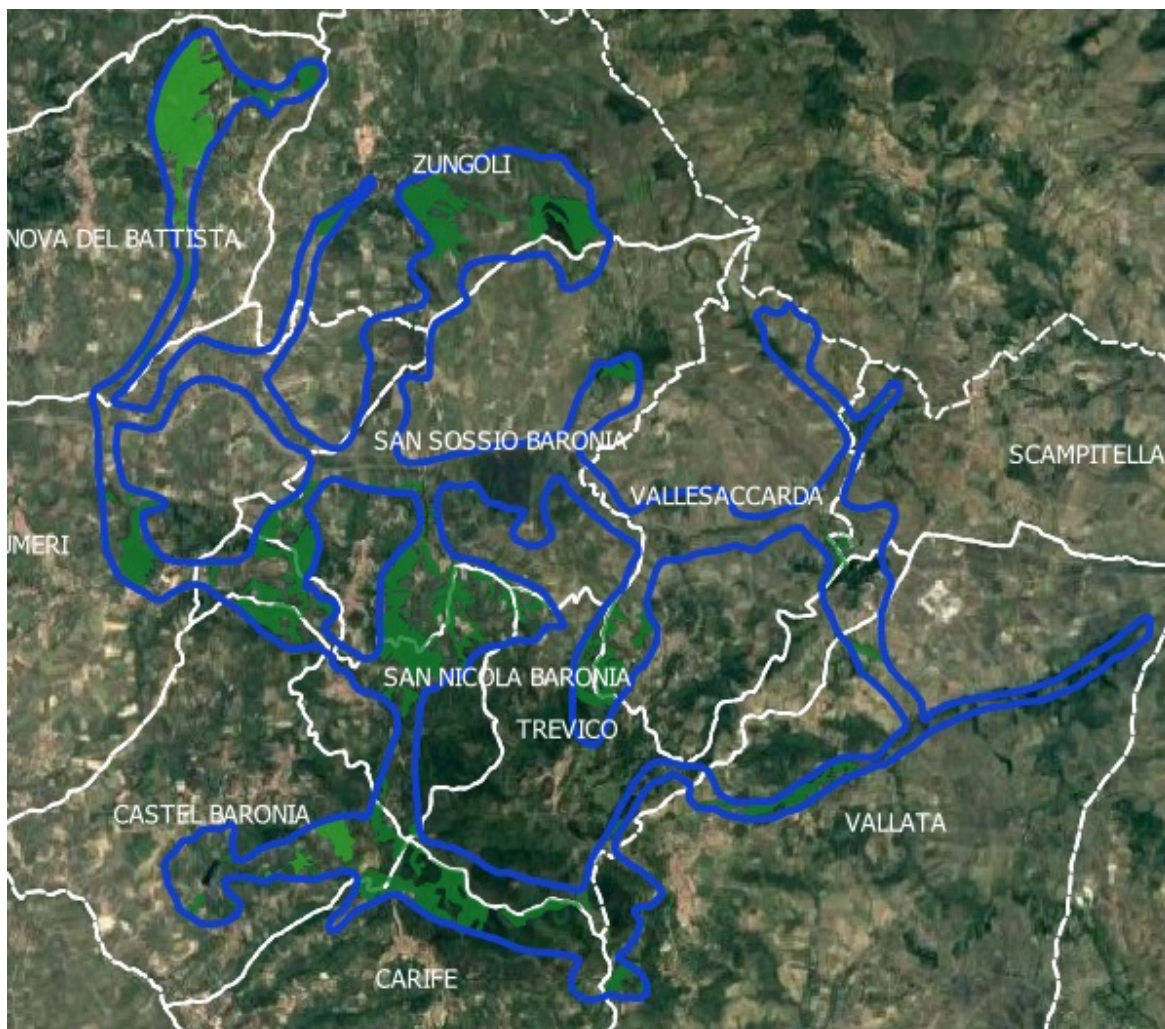 ZUNGOLI
NOVA DEL BATTISTA
SAN SOSSIO BARONIA
SCAMPITELLA
VALLESACCARDA
UMERI
SAN NICOLA BARONIA
TREVICO
CASTEL BARONIA
VALLATA
CARIFE